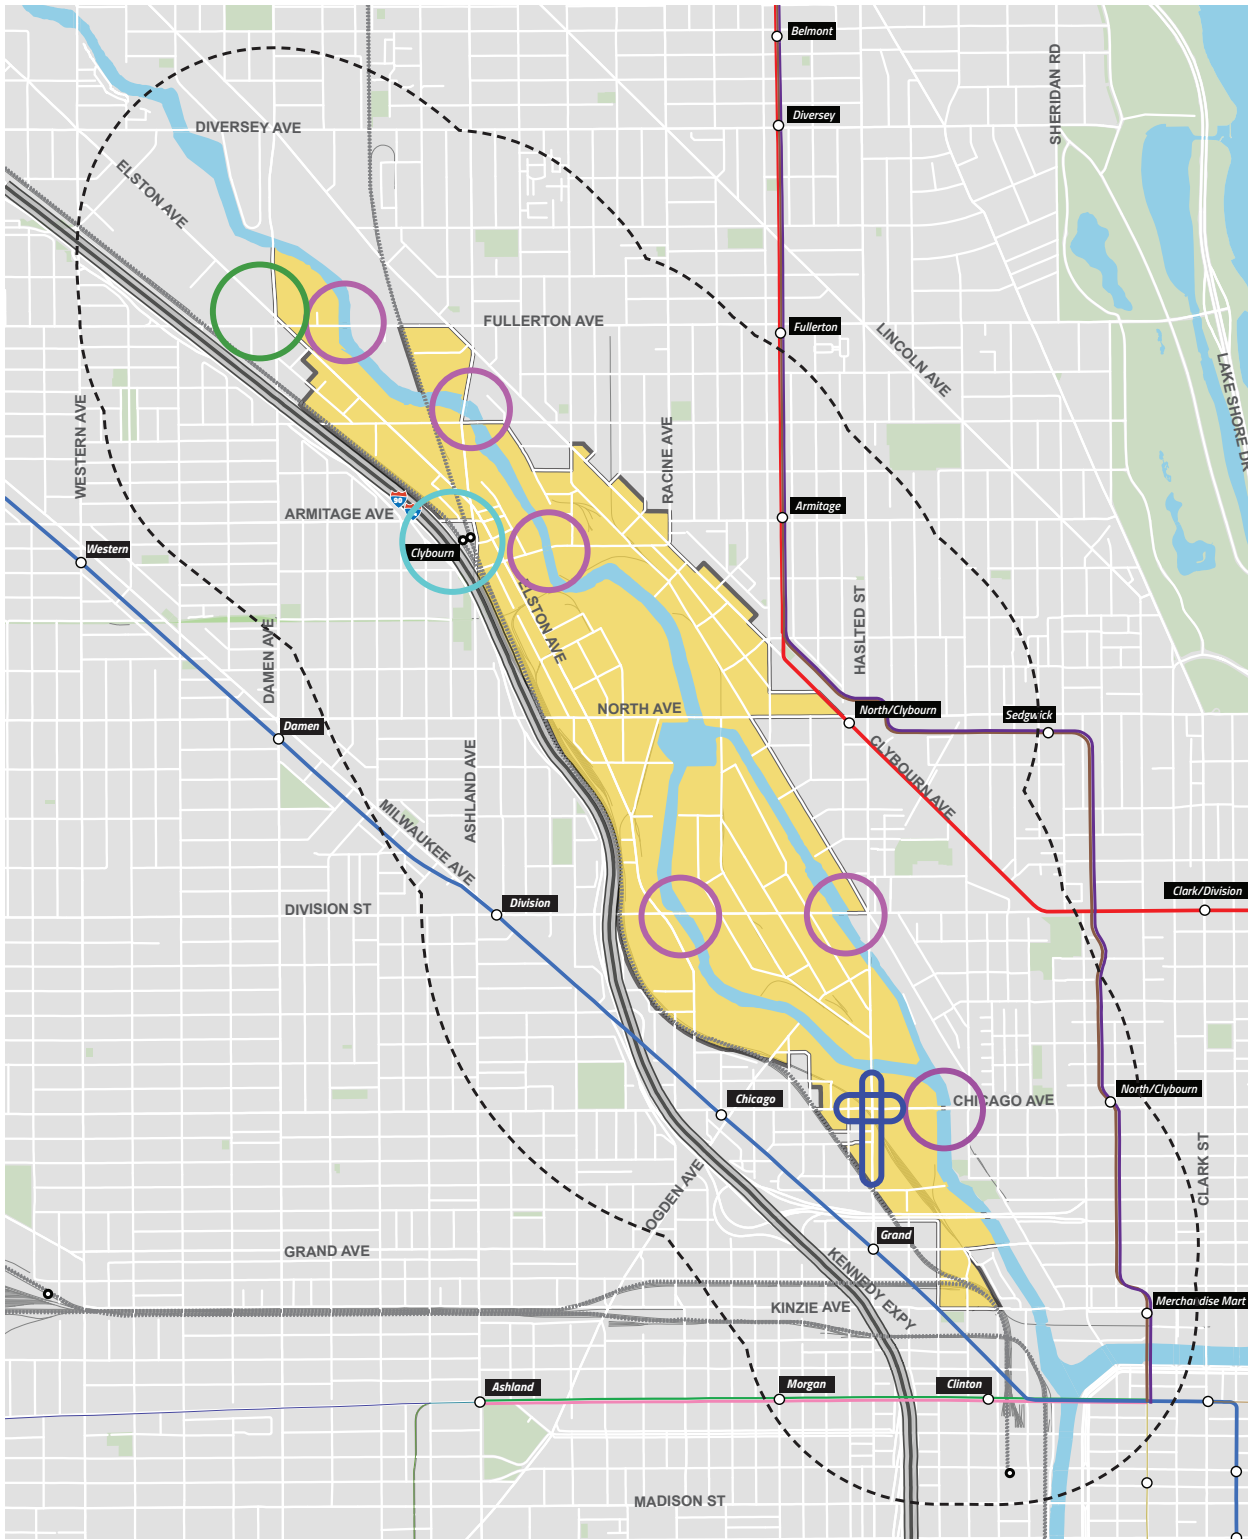 Belmont
SHERIDAN RD
Diversey
DIVERSEY AVE
ELSTON AVE
FULLERTON AVE
Fullerton
LINCOLN AVE
LAKE SHORE DR
WESTERN AVE
RACINE AVE
90
ARMITAGE AVE
Armitage
Clybourn
Western
ELSTON AVE
HASLTED ST
DAMEN AVE
NORTH AVE
North/Clybourn
Sedgwick
Damen
CLYBOURN AVE
ASHLAND AVE
MILWAUKEE AVE
Clark/Division
DIVISION ST
Division
North/Clybourn
Chicago
CHICAGO AVE
CLARK ST
OGDEN AVE
Grand
GRAND AVE
KENNEDY EXPY
KINZIE AVE
Merchandise Mart
Ashland
Morgan
Clinton
MADISON ST